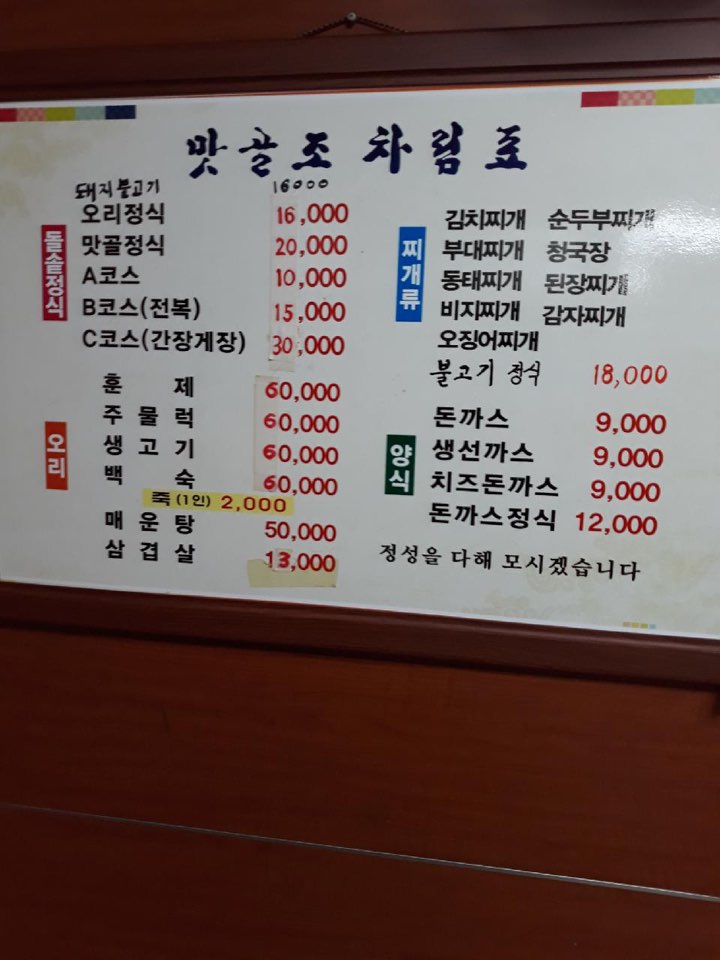 맛골조 차림표
돼지불고기 16000
돌솥정식
오리정식 16,000
맛골정식 20,000
A코스 10,000
B코스(전복) 15,000
C코스(간장게장) 30,000
오리
훈 제 60,000
주물럭 60,000
생고기 60,000
백 숙 60,000
죽(1인) 2,000
매운탕 50,000
삼겹살 13,000
찌개류
김치찌개 순두부찌개
부대찌개 청국장
동태찌개 된장찌개
비지찌개 감자찌개
오징어찌개
불고기 정식 18,000
양식
돈까스 9,000
생선까스 9,000
치즈돈까스 9,000
돈까스정식 12,000
정성을 다해 모시겠습니다